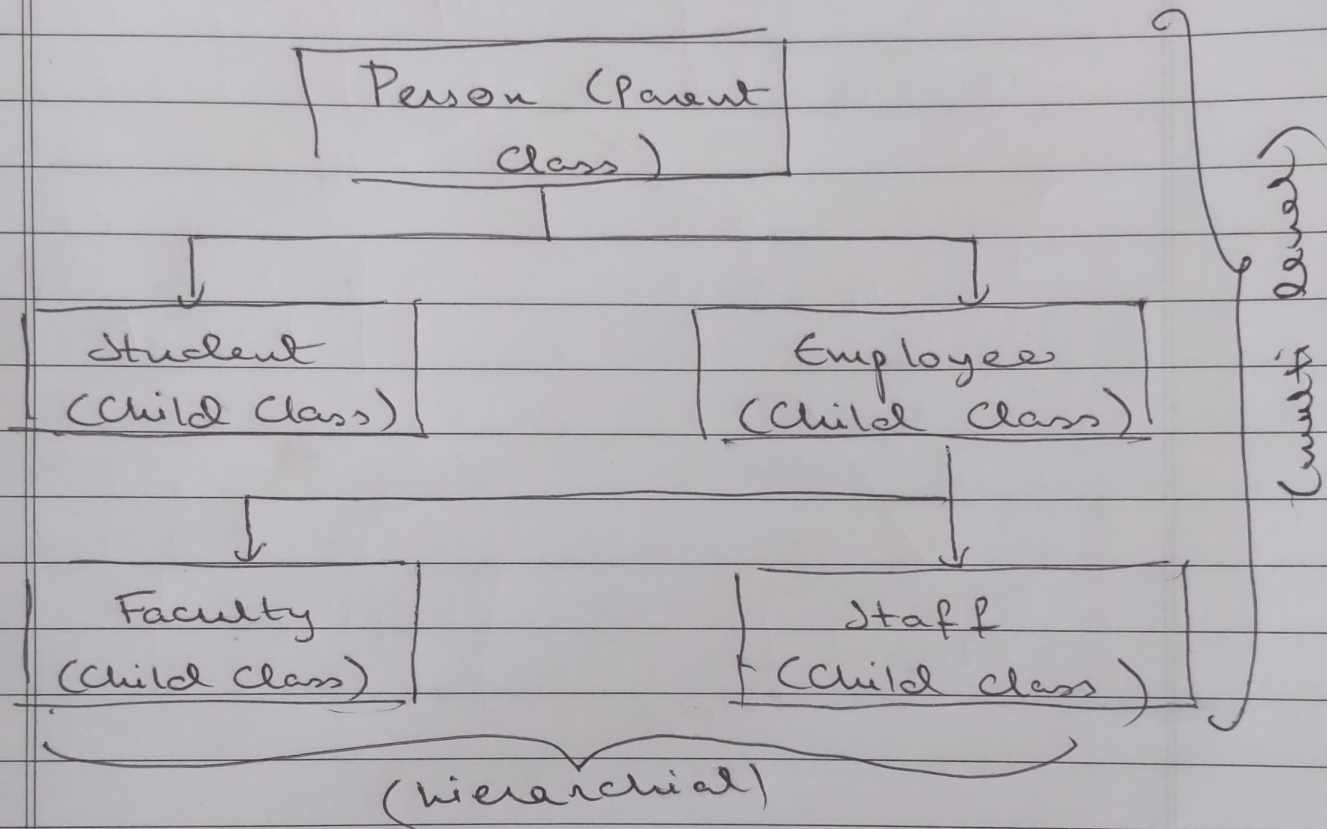 Person (Parent
Class)
Student
(Child Class)
Employee
(Child Class)
Faculty
(Child Class)
Staff
(Child Class)
(hierarchial)
(multi level)